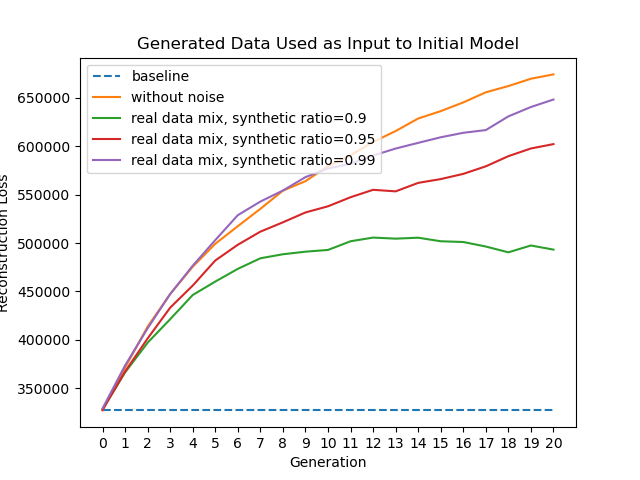 Generated Data Used as Input to Initial Model
baseline
without noise
real data mix, synthetic ratio=0.9
real data mix, synthetic ratio=0.95
real data mix, synthetic ratio=0.99
650000
600000
550000
500000
450000
400000
350000
Reconstruction Loss
0 1 2 3 4 5 6 7 8 9 10 11 12 13 14 15 16 17 18 19 20
Generation